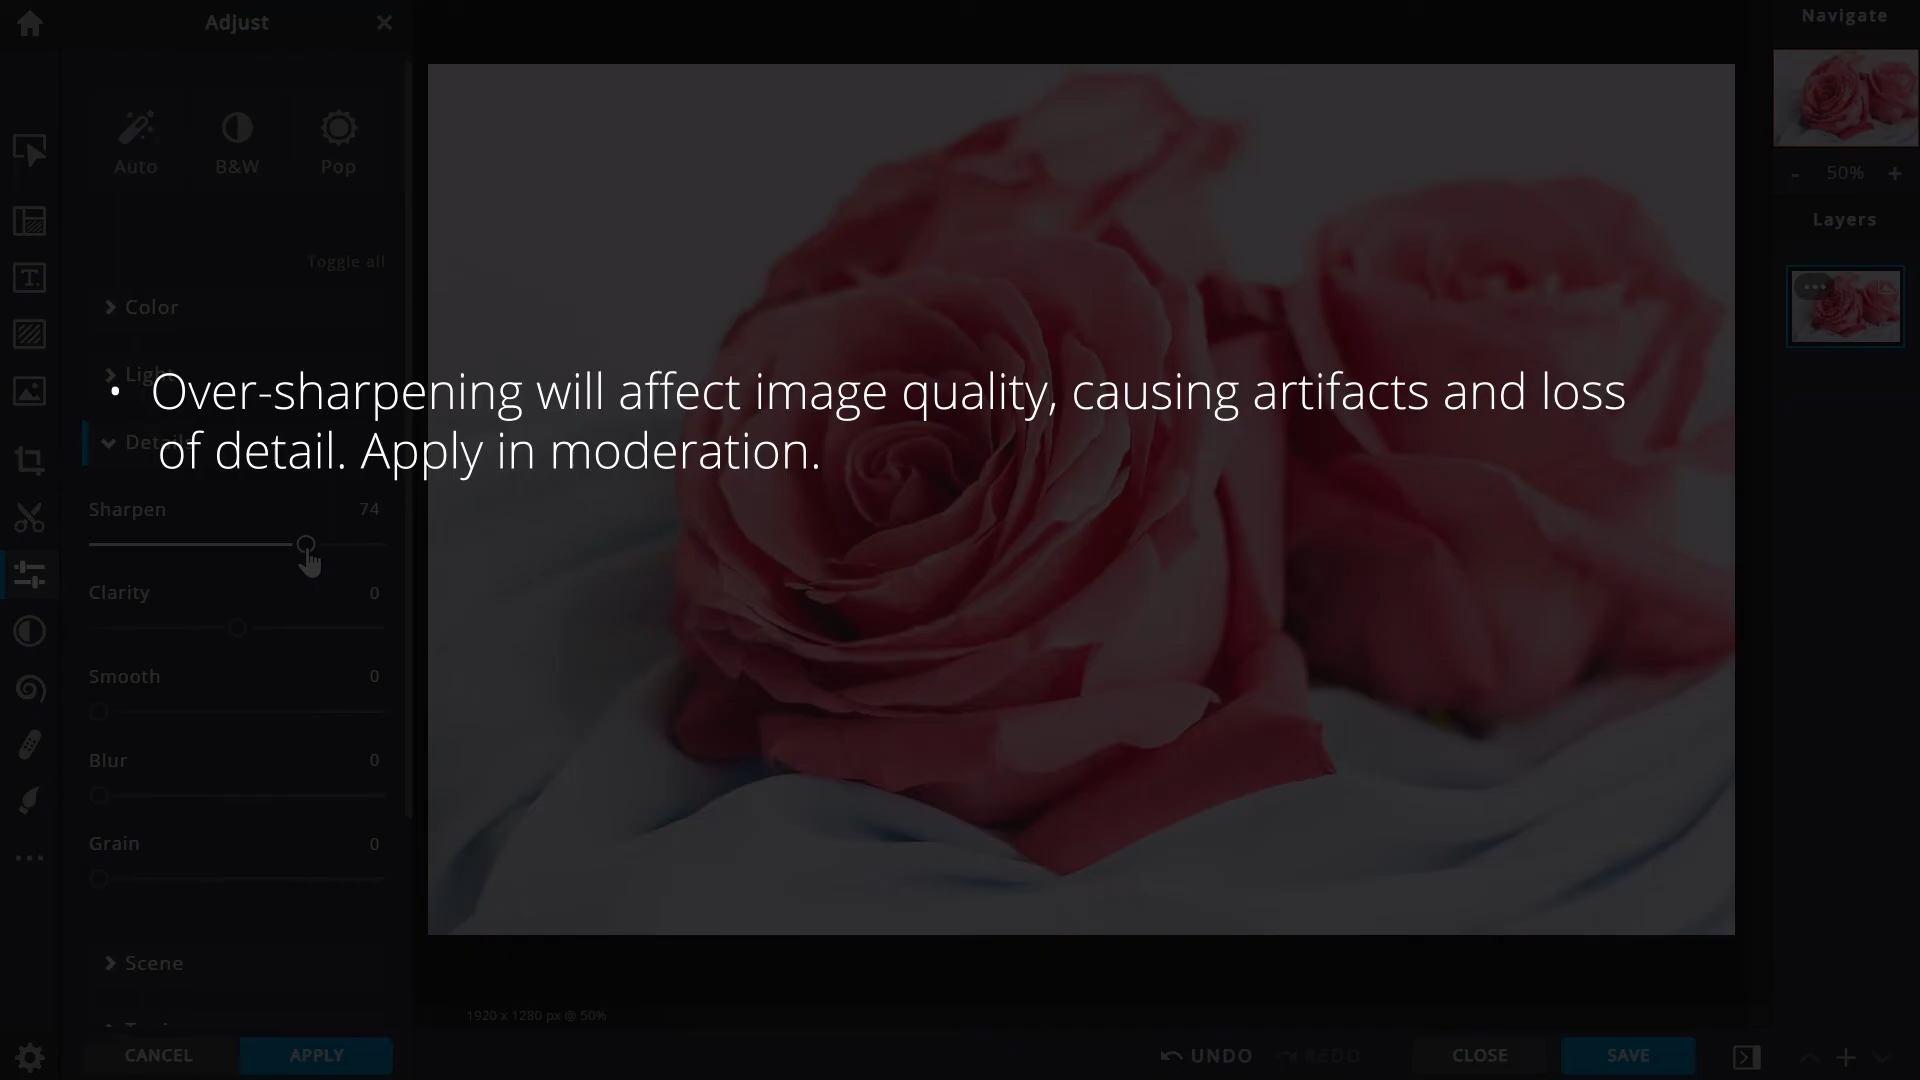 Adjust
Navigate
Auto
B&W
Pop
50%
Toggle all
Layers
Color
Light
• Over-sharpening will affect image quality, causing artifacts and loss
of detail. Apply in moderation.
Details
Sharpen 74
Clarity 0
Smooth 0
Blur 0
Grain 0
Scene
1920 x 1280 px @ 50%
CANCEL
APPLY
UNDO
REDO
CLOSE
SAVE